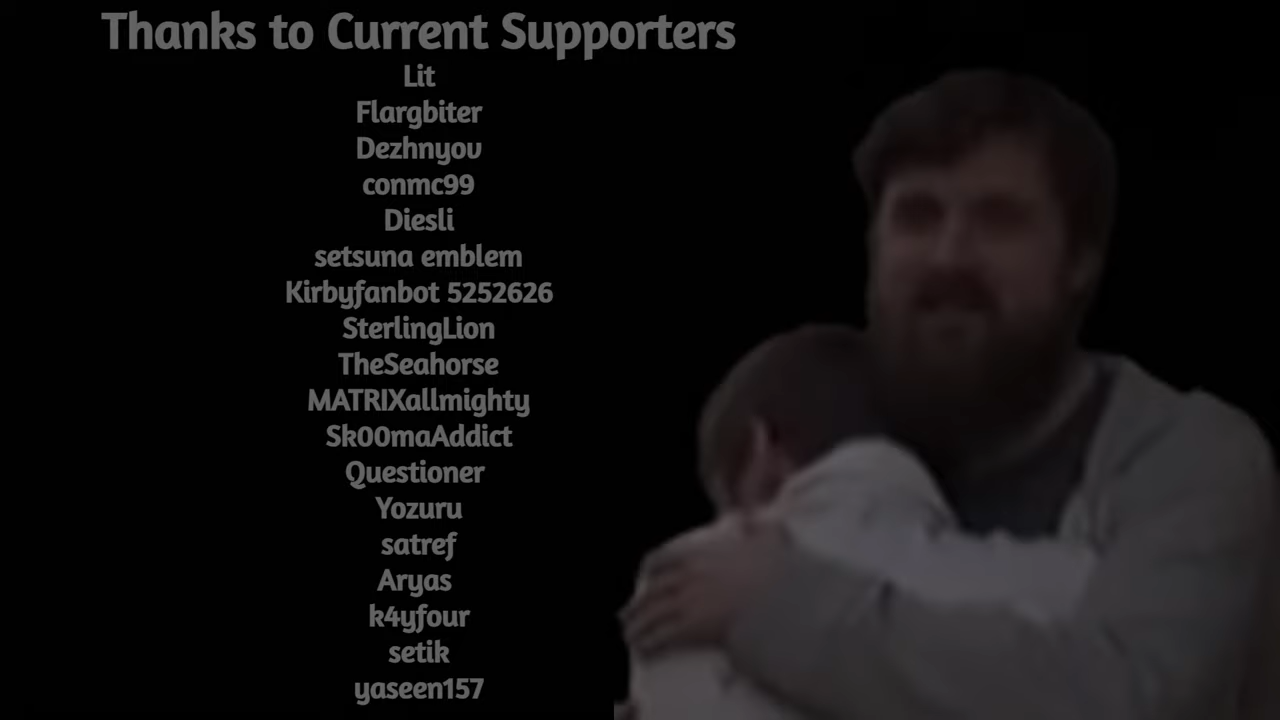 Thanks to Current Supporters
Lit
Flargbiter
Dezhnyov
conmc99
Diesli
setsuna emblem
Kirbyfanbot 5252626
SterlingLion
TheSeahorse
MATRIXallmighty
Sk00maAddict
Questioner
Yozuru
satref
Aryas
k4yfour
setik
yaseen157